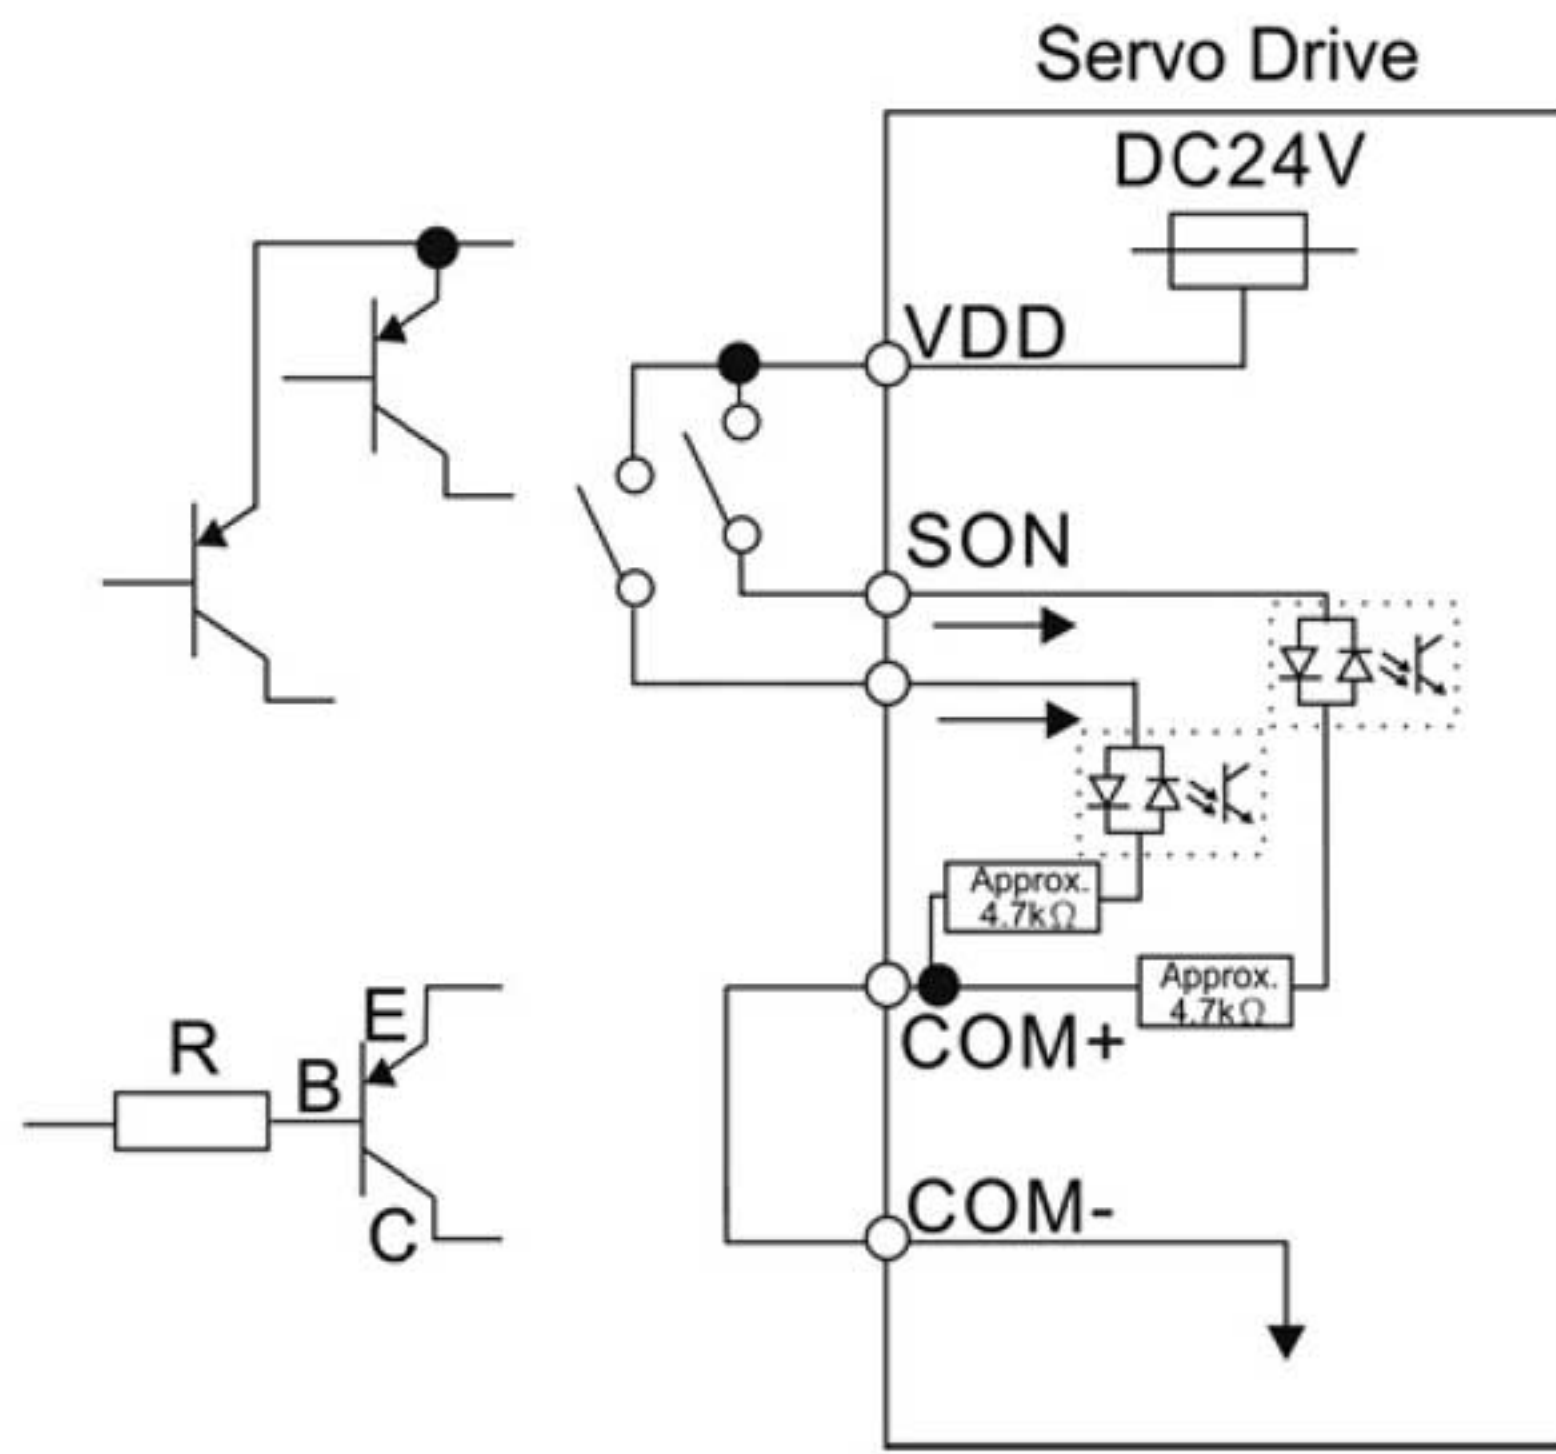 Servo Drive
DC24V
VDD
SON
Approx.
4.7kΩ
Approx.
4.7kΩ
COM+
E
R
B
C
COM-